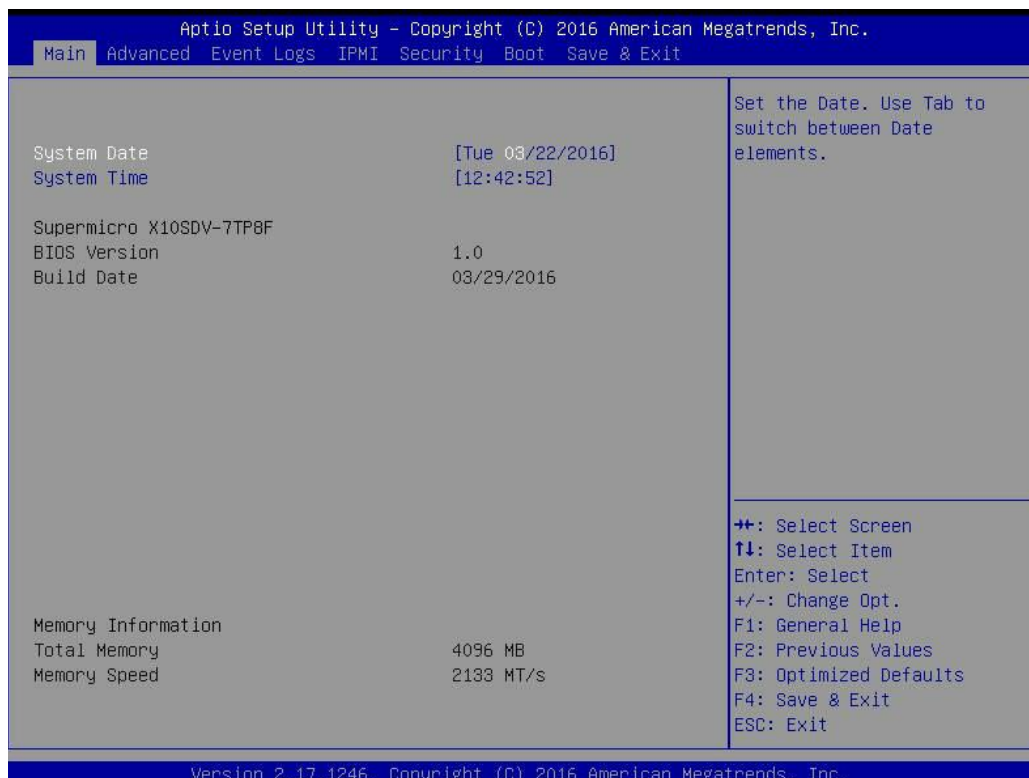 Aptio Setup Utility – Copyright (C) 2016 American Megatrends, Inc.
Main Advanced Event Logs IPMI Security Boot Save & Exit
System Date [Tue 03/22/2016]
System Time [12:42:52]
Supermicro X10SDV-7TP8F
BIOS Version 1.0
Build Date 03/29/2016
Memory Information
Total Memory 4096 MB
Memory Speed 2133 MT/s
Set the Date. Use Tab to
switch between Date
elements.
→←: Select Screen
↑↓: Select Item
Enter: Select
+/-: Change Opt.
F1: General Help
F2: Previous Values
F3: Optimized Defaults
F4: Save & Exit
ESC: Exit
Version 2.17.1246. Copyright (C) 2016 American Megatrends, Inc.